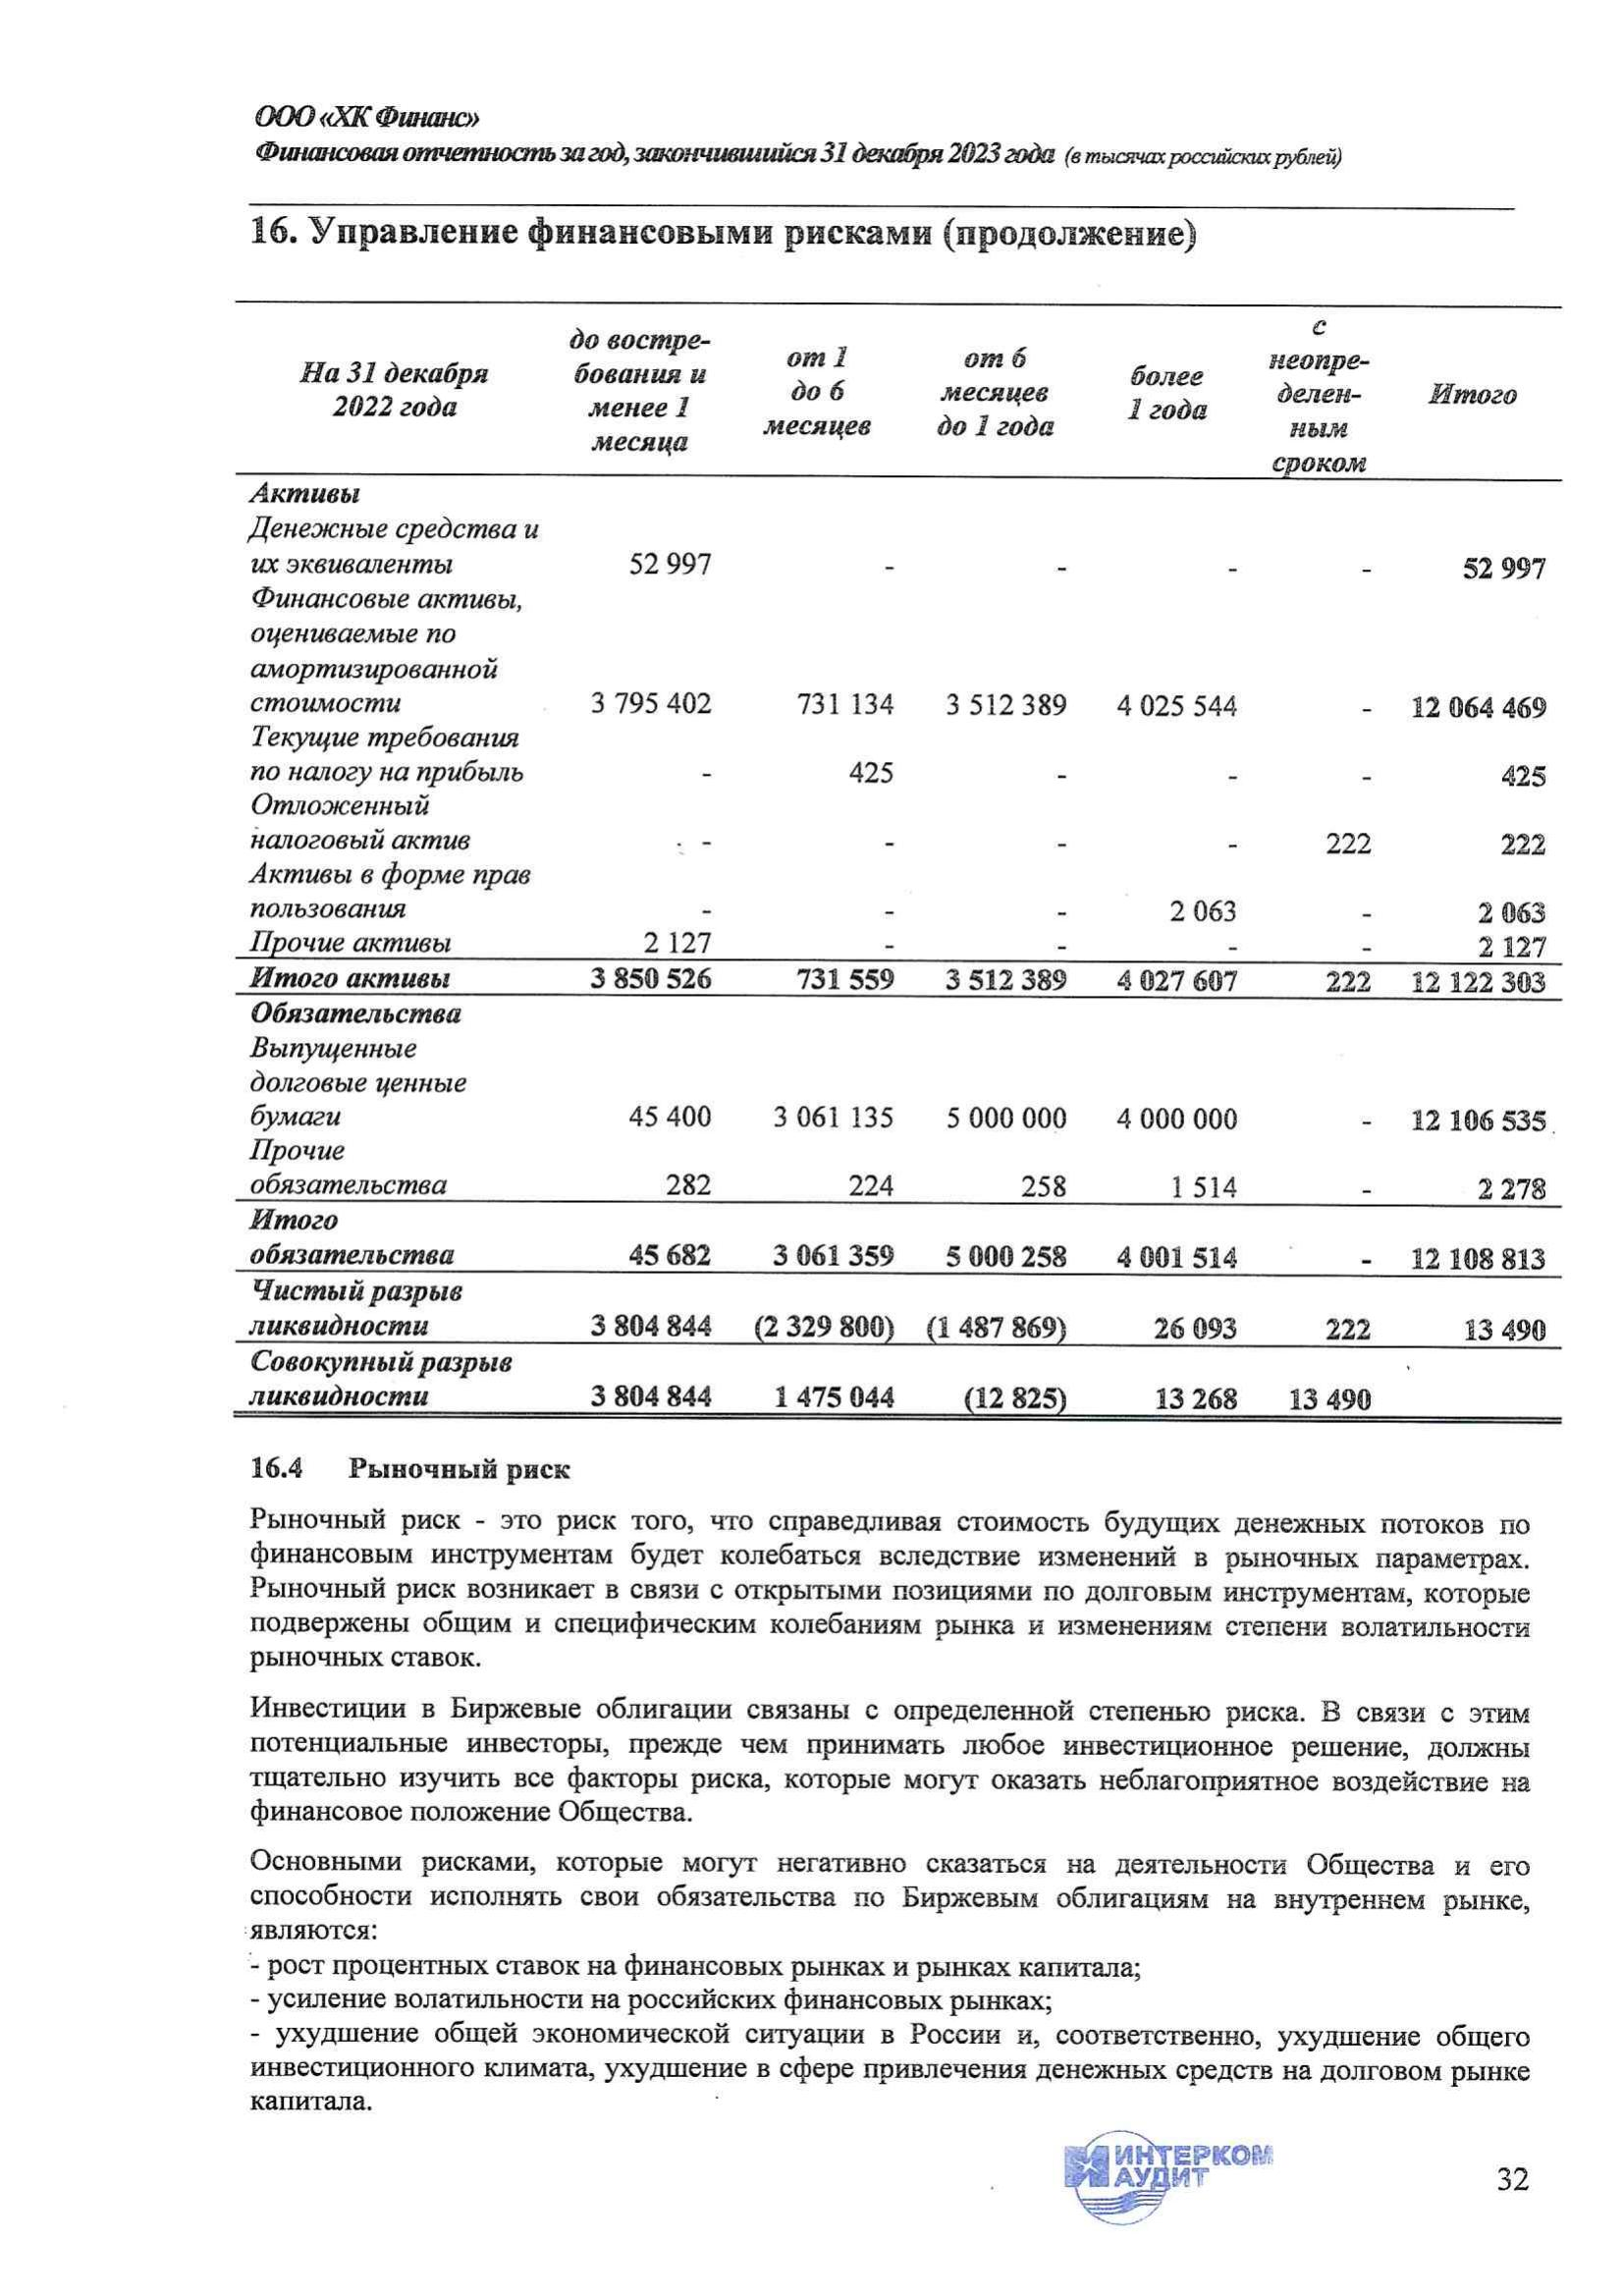 ООО «ХК Финанс»
Финансовая отчетность за год, закончившийся 31 декабря 2023 года (в тысячах российских рублей)
16. Управление финансовыми рисками (продолжение)
На 31 декабря 2022 года до востре-бования и менее 1 месяца от 1 до 6 месяцев от 6 месяцев до 1 года более 1 года с неопре-делен-ным сроком Итого
Активы
Денежные средства и
их эквиваленты 52 997 - - - - 52 997
Финансовые активы,
оцениваемые по
амортизированной
стоимости 3 795 402 731 134 3 512 389 4 025 544 - 12 064 469
Текущие требования
по налогу на прибыль - 425 - - - 425
Отложенный
налоговый актив - - - - 222 222
Активы в форме прав
пользования - - - 2 063 - 2 063
Прочие активы 2 127 - - - - 2 127
Итого активы 3 850 526 731 559 3 512 389 4 027 607 222 12 122 303
Обязательства
Выпущенные
долговые ценные
бумаги 45 400 3 061 135 5 000 000 4 000 000 - 12 106 535
Прочие
обязательства 282 224 258 1 514 - 2 278
Итого
обязательства 45 682 3 061 359 5 000 258 4 001 514 - 12 108 813
Чистый разрыв
ликвидности 3 804 844 (2 329 800) (1 487 869) 26 093 222 13 490
Совокупный разрыв
ликвидности 3 804 844 1 475 044 (12 825) 13 268 13 490
16.4 Рыночный риск
Рыночный риск - это риск того, что справедливая стоимость будущих денежных потоков по
финансовым инструментам будет колебаться вследствие изменений в рыночных параметрах.
Рыночный риск возникает в связи с открытыми позициями по долговым инструментам, которые
подвержены общим и специфическим колебаниям рынка и изменениям степени волатильности
рыночных ставок.
Инвестиции в Биржевые облигации связаны с определенной степенью риска. В связи с этим
потенциальные инвесторы, прежде чем принимать любое инвестиционное решение, должны
тщательно изучить все факторы риска, которые могут оказать неблагоприятное воздействие на
финансовое положение Общества.
Основными рисками, которые могут негативно сказаться на деятельности Общества и его
способности исполнять свои обязательства по Биржевым облигациям на внутреннем рынке,
являются:
- рост процентных ставок на финансовых рынках и рынках капитала;
- усиление волатильности на российских финансовых рынках;
- ухудшение общей экономической ситуации в России и, соответственно, ухудшение общего
инвестиционного климата, ухудшение в сфере привлечения денежных средств на долговом рынке
капитала.
ИНТЕРКОМ
АУДИТ
32